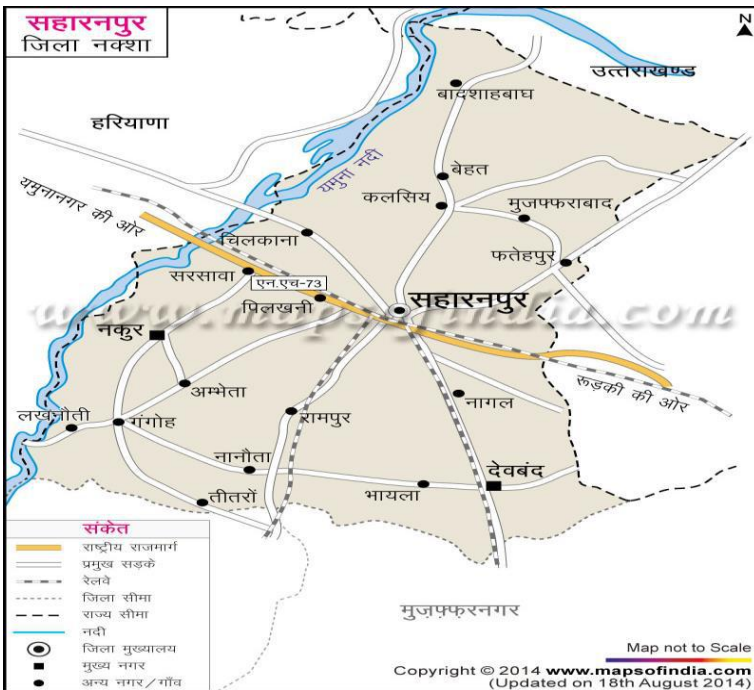 सहारनपुर
जिला नक्शा
N
उत्तराखण्ड
बादशाहबाघ
हरियाणा
यमुना नदी
बेहत
कलसिय
मुजफ्फराबाद
यमुनानगर की ओर
चिलकाना
फतेहपुर
सरसावा
एन.एच-73
पिलखनी
सहारनपुर
www.mapsofindia.com
नकुर
रूड़की की ओर
अम्भेता
नागल
लखनौती
गंगोह
रामपुर
नानौता
देवबंद
भायला
तीतरों
संकेत
राष्ट्रीय राजमार्ग
प्रमुख सड़के
रेलवे
जिला सीमा
राज्य सीमा
नदी
जिला मुख्यालय
मुख्य नगर
अन्य नगर/गाँव
मुज़फ़्फ़रनगर
Map not to Scale
Copyright © 2014 www.mapsofindia.com
(Updated on 18th August 2014)